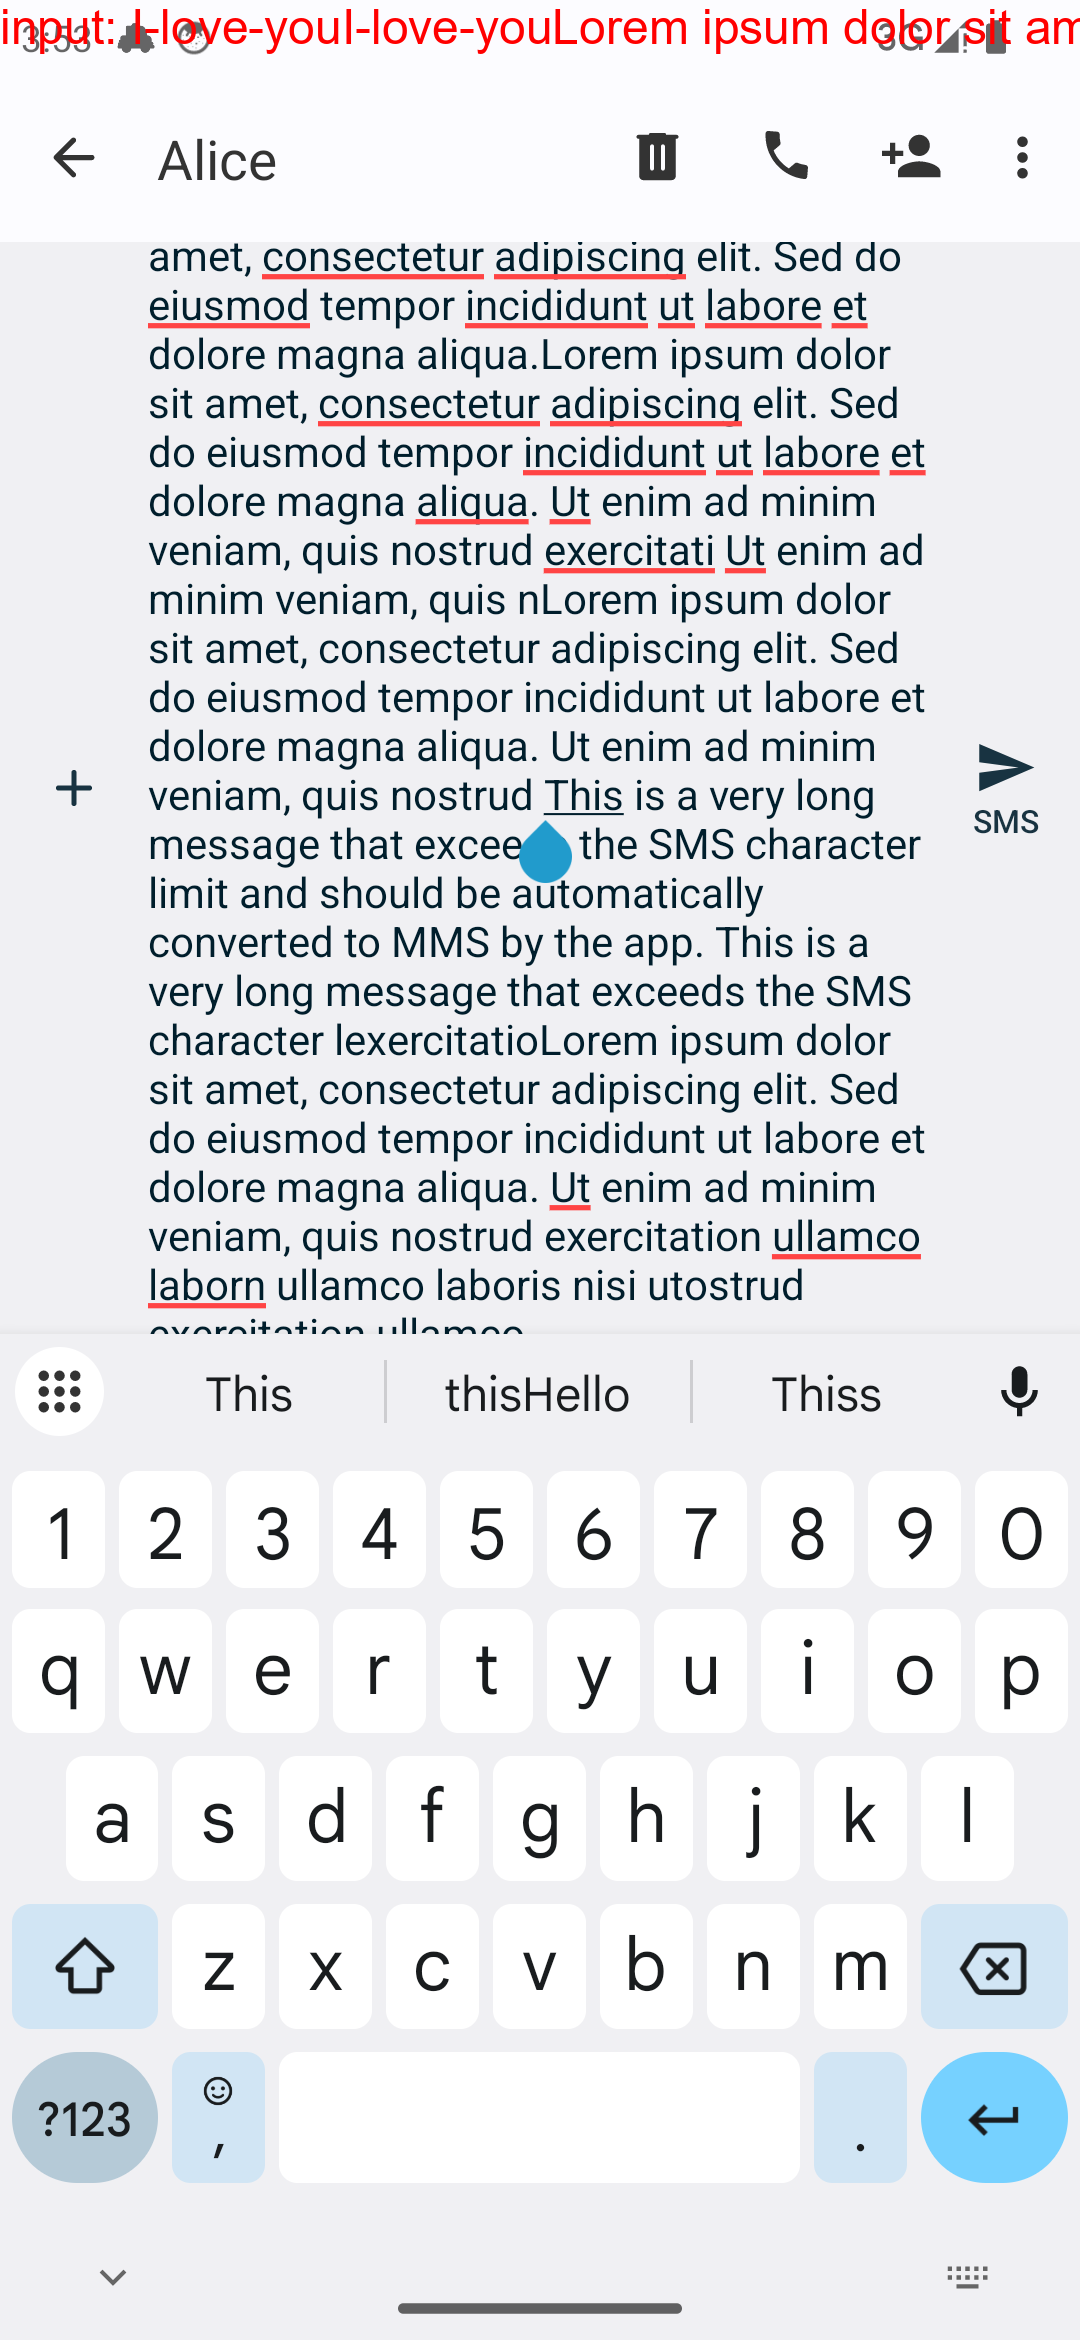 input: I-love-youI-love-youLorem ipsum dolor sit am
3:53
3G
Alice
amet, consectetur adipiscing elit. Sed do
eiusmod tempor incididunt ut labore et
dolore magna aliqua.Lorem ipsum dolor
sit amet, consectetur adipiscing elit. Sed
do eiusmod tempor incididunt ut labore et
dolore magna aliqua. Ut enim ad minim
veniam, quis nostrud exercitati Ut enim ad
minim veniam, quis nLorem ipsum dolor
sit amet, consectetur adipiscing elit. Sed
do eiusmod tempor incididunt ut labore et
dolore magna aliqua. Ut enim ad minim
veniam, quis nostrud This is a very long
SMS
message that excee the SMS character
limit and should be automatically
converted to MMS by the app. This is a
very long message that exceeds the SMS
character lexercitatioLorem ipsum dolor
sit amet, consectetur adipiscing elit. Sed
do eiusmod tempor incididunt ut labore et
dolore magna aliqua. Ut enim ad minim
veniam, quis nostrud exercitation ullamco
laborn ullamco laboris nisi utostrud
exercitation ullamco
This thisHello Thiss
1 2 3 4 5 6 7 8 9 0
q w e r t y u i o p
a s d f g h j k l
z x c v b n m
?123 , .